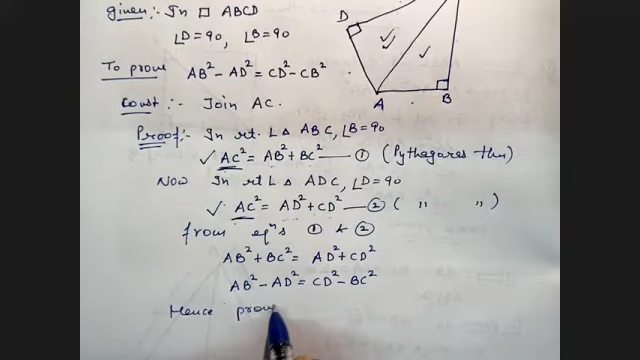 given:- In □ ABCD
∠D=90, ∠B=90
To prove AB²-AD²=CD²-CB²
Const:- Join AC.
D
A
B
Proof:- In rt. ∠ △ ABC, ∠B=90
✓ AC² = AB²+BC² — ① (Pythagores thm)
Now In rt ∠ △ ADC, ∠D=90
✓ AC² = AD²+CD² — ② ( " " )
from eqⁿs ① & ②
AB²+BC² = AD²+CD²
AB²-AD² = CD²-BC²
Hence prove